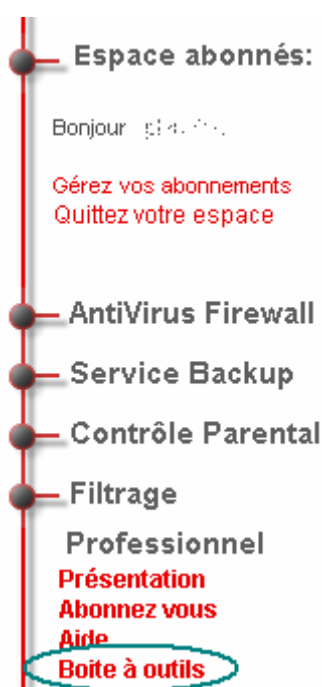 Espace abonnés:
Bonjour
Gérez vos abonnements
Quittez votre espace
AntiVirus Firewall
Service Backup
Contrôle Parental
Filtrage
Professionnel
Présentation
Abonnez vous
Aide
Boite à outils